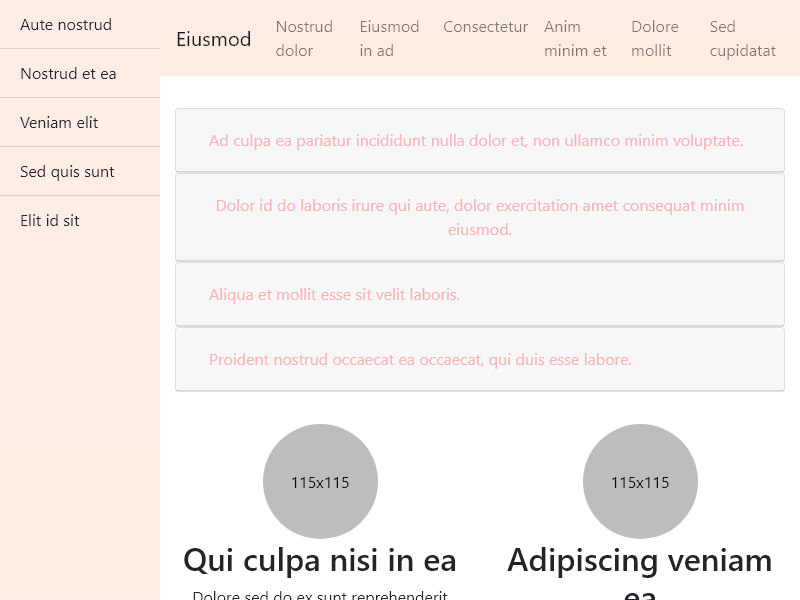 Aute nostrud
Nostrud et ea
Veniam elit
Sed quis sunt
Elit id sit
Eiusmod
Nostrud
dolor
Eiusmod
in ad
Consectetur
Anim
minim et
Dolore
mollit
Sed
cupidatat
Ad culpa ea pariatur incididunt nulla dolor et, non ullamco minim voluptate.
Dolor id do laboris irure qui aute, dolor exercitation amet consequat minim
eiusmod.
Aliqua et mollit esse sit velit laboris.
Proident nostrud occaecat ea occaecat, qui duis esse labore.
115x115
Qui culpa nisi in ea
Dolore sed do ex sunt reprehenderit
115x115
Adipiscing veniam
ea